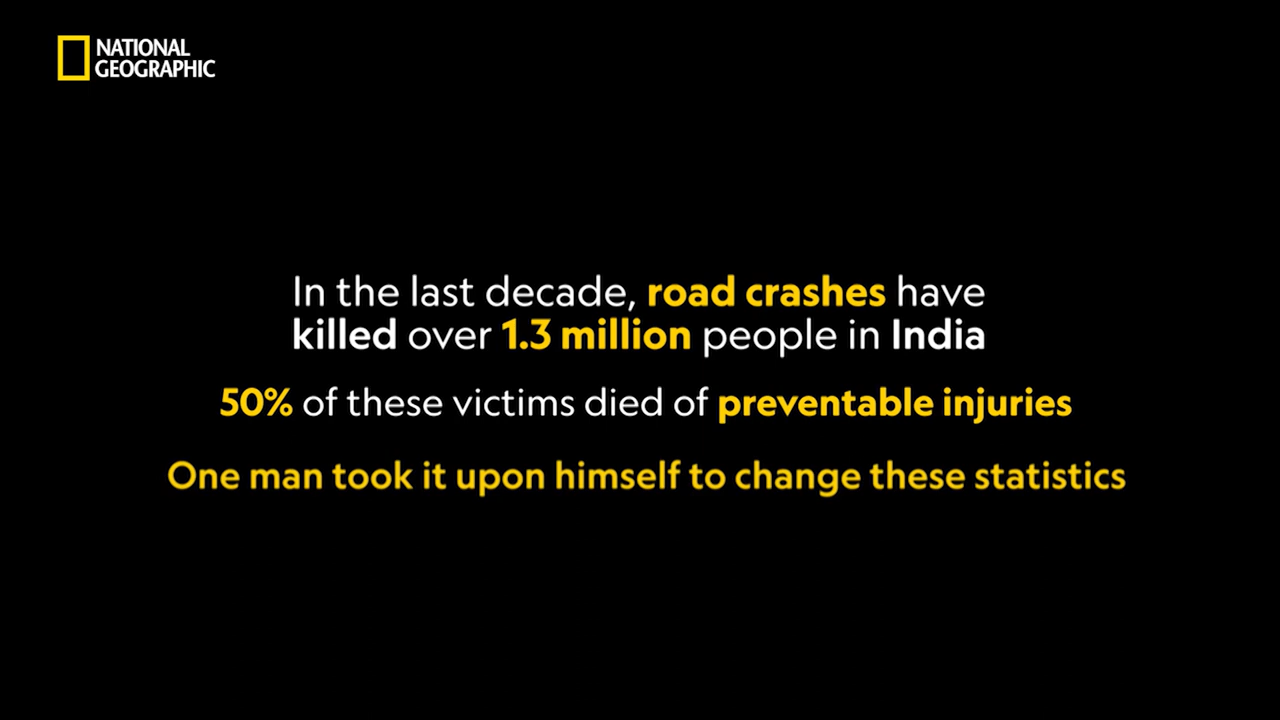 NATIONAL
GEOGRAPHIC
In the last decade, road crashes have
killed over 1.3 million people in India
50% of these victims died of preventable injuries
One man took it upon himself to change these statistics